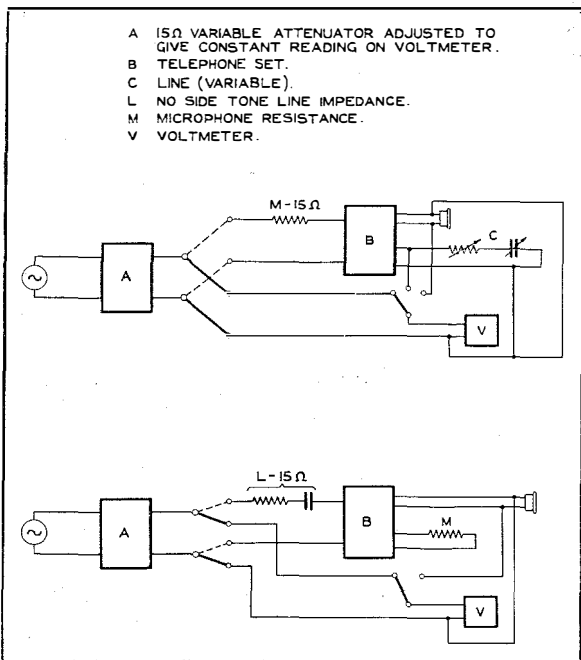 A 15Ω VARIABLE ATTENUATOR ADJUSTED TO
GIVE CONSTANT READING ON VOLTMETER.
B TELEPHONE SET.
C LINE (VARIABLE).
L NO SIDE TONE LINE IMPEDANCE.
M MICROPHONE RESISTANCE.
V VOLTMETER.
M-15Ω
A
B
C
V
L-15Ω
A
B
M
V